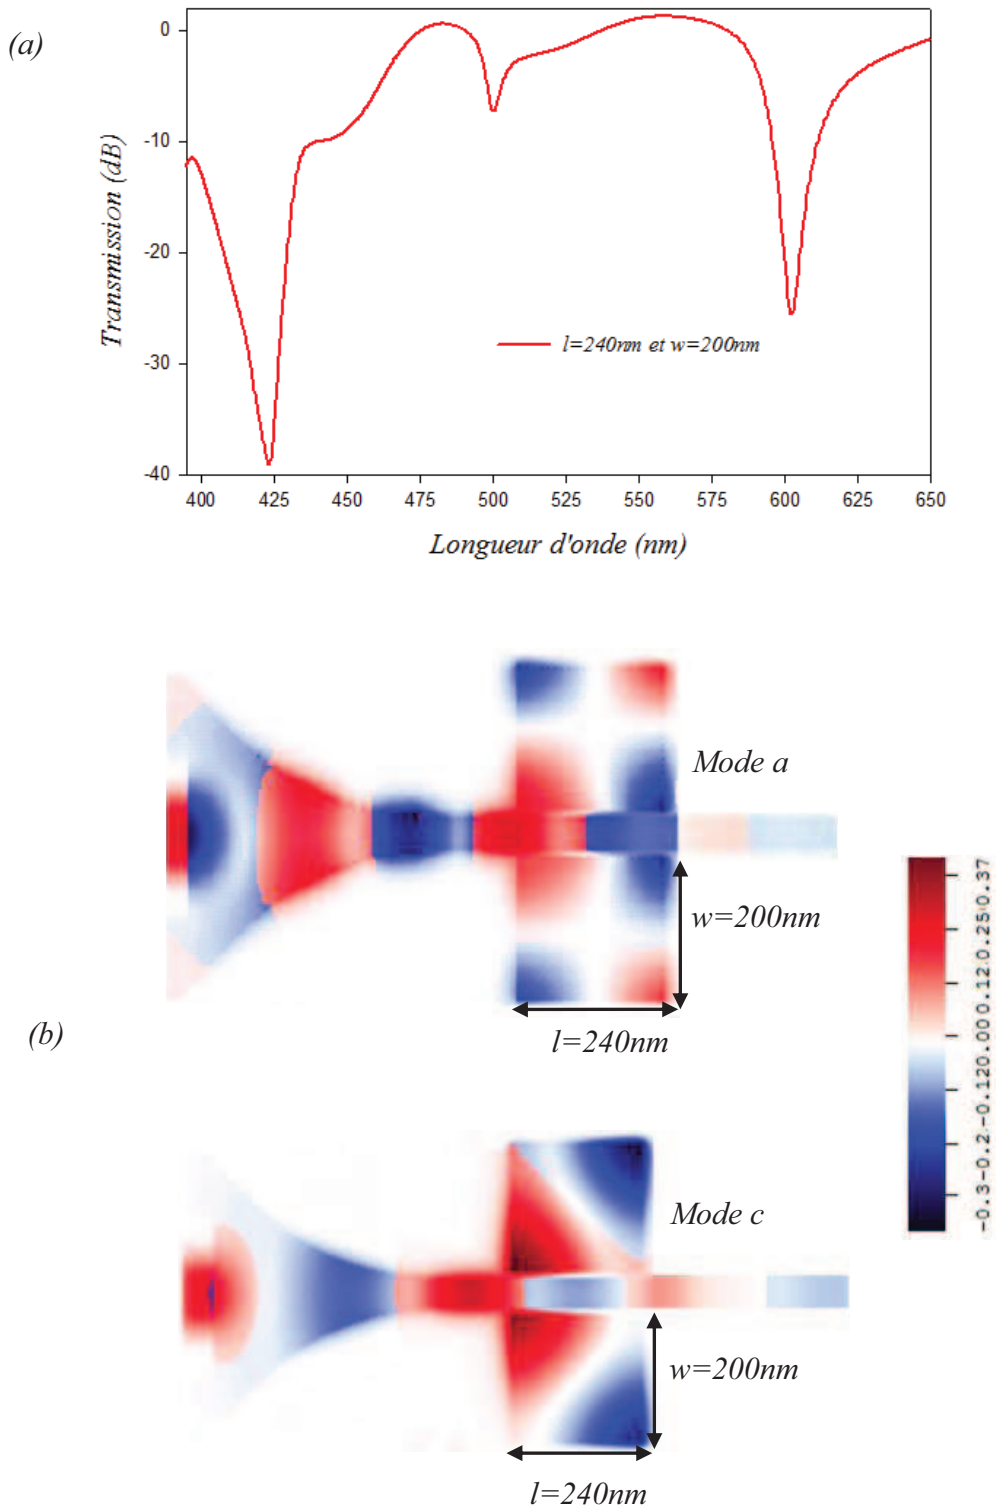 (a)
0
-10
-20
-30
-40
Transmission (dB)
l=240nm et w=200nm
400 425 450 475 500 525 550 575 600 625 650
Longueur d'onde (nm)
(b)
Mode a
w=200nm
l=240nm
Mode c
w=200nm
l=240nm
-0.3-0.2-0.120.000.120.250.37